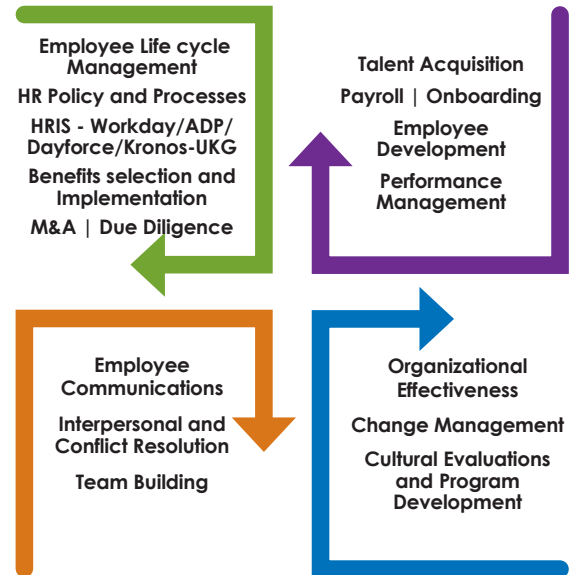 Employee Life cycle
Management
HR Policy and Processes
HRIS - Workday/ADP/
Dayforce/Kronos-UKG
Benefits selection and
Implementation
M&A | Due Diligence
Talent Acquisition
Payroll | Onboarding
Employee
Development
Performance
Management
Employee
Communications
Interpersonal and
Conflict Resolution
Team Building
Organizational
Effectiveness
Change Management
Cultural Evaluations
and Program
Development